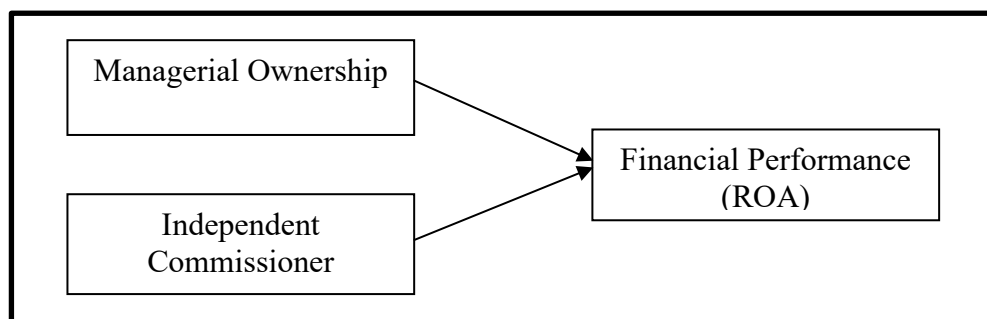 Managerial Ownership
Independent
Commissioner
Financial Performance
(ROA)